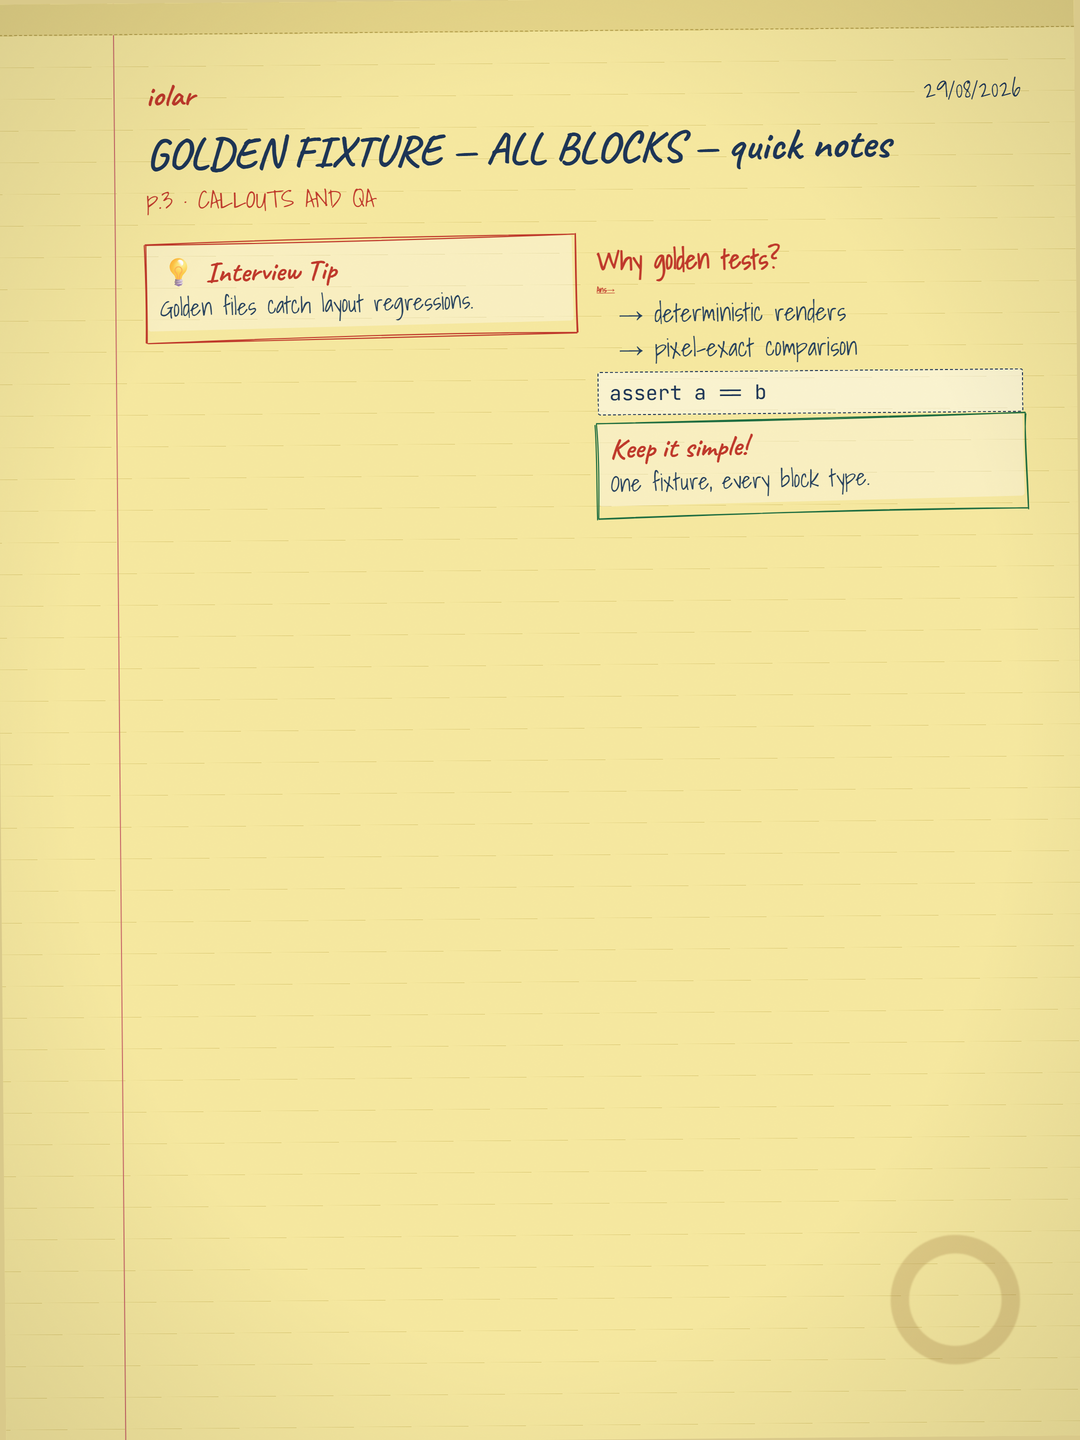 iolar
29/08/2026
GOLDEN FIXTURE – ALL BLOCKS – quick notes
p.3 · CALLOUTS AND QA
💡 Interview Tip
Golden files catch layout regressions.
Why golden tests?
Ans→
→ deterministic renders
→ pixel-exact comparison
assert a == b
Keep it simple!
One fixture, every block type.